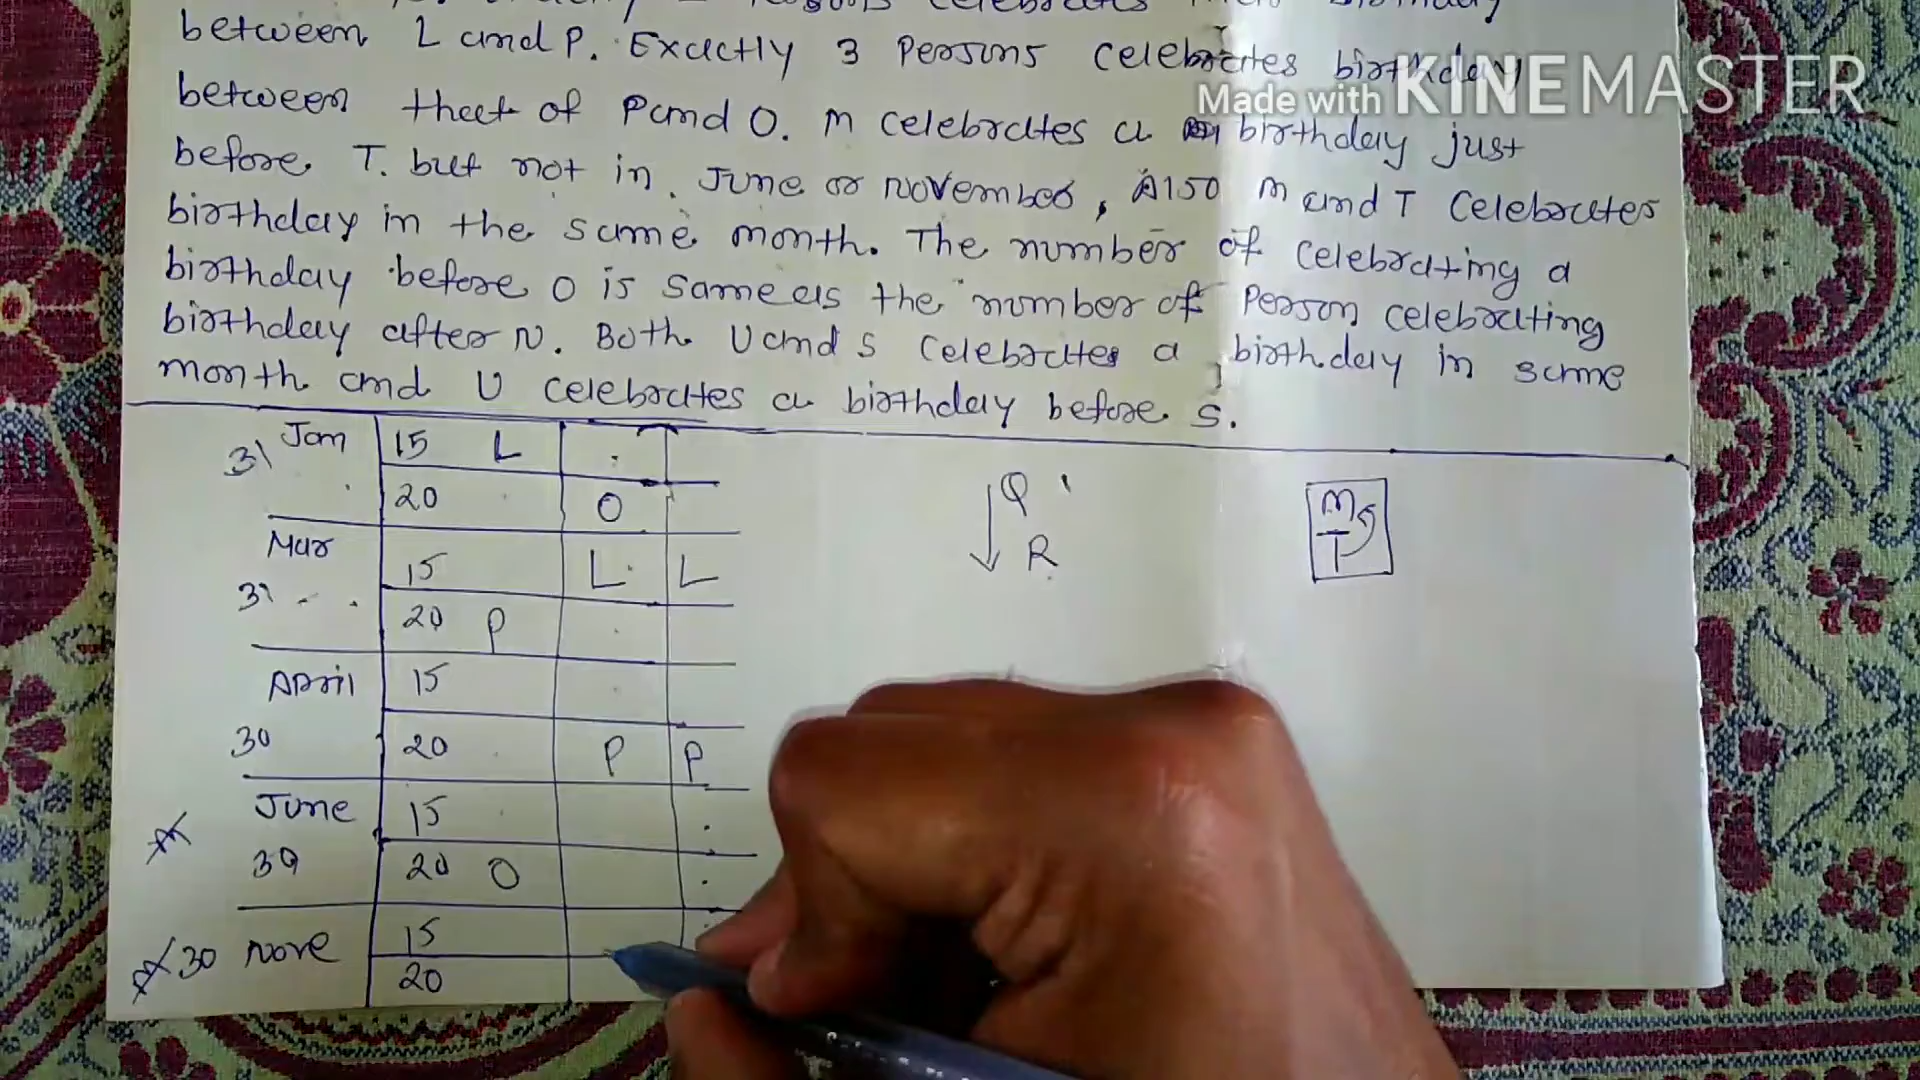 celebrates their birthday
between L and P. Exactly 3 Persons celebrates birthday
Made with KINEMASTER
between that of P and O. M celebrates a birthday just
before T. but not in June or November, Also M and T Celebrates
birthday in the same month. The number of celebrating a
birthday before O is same as the number of Person celebrating
birthday after N. Both U and S Celebrates a birthday in same
month and U celebrates a birthday before S.
31 Jan 15 L
20 O
Mar 15 L L
31 20 P
April 15
30 20 P P
June 15
30 20 O
30 Nove 15
20
Q
R
M
T